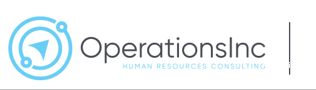 OperationsInc
HUMAN RESOURCES CONSULTING